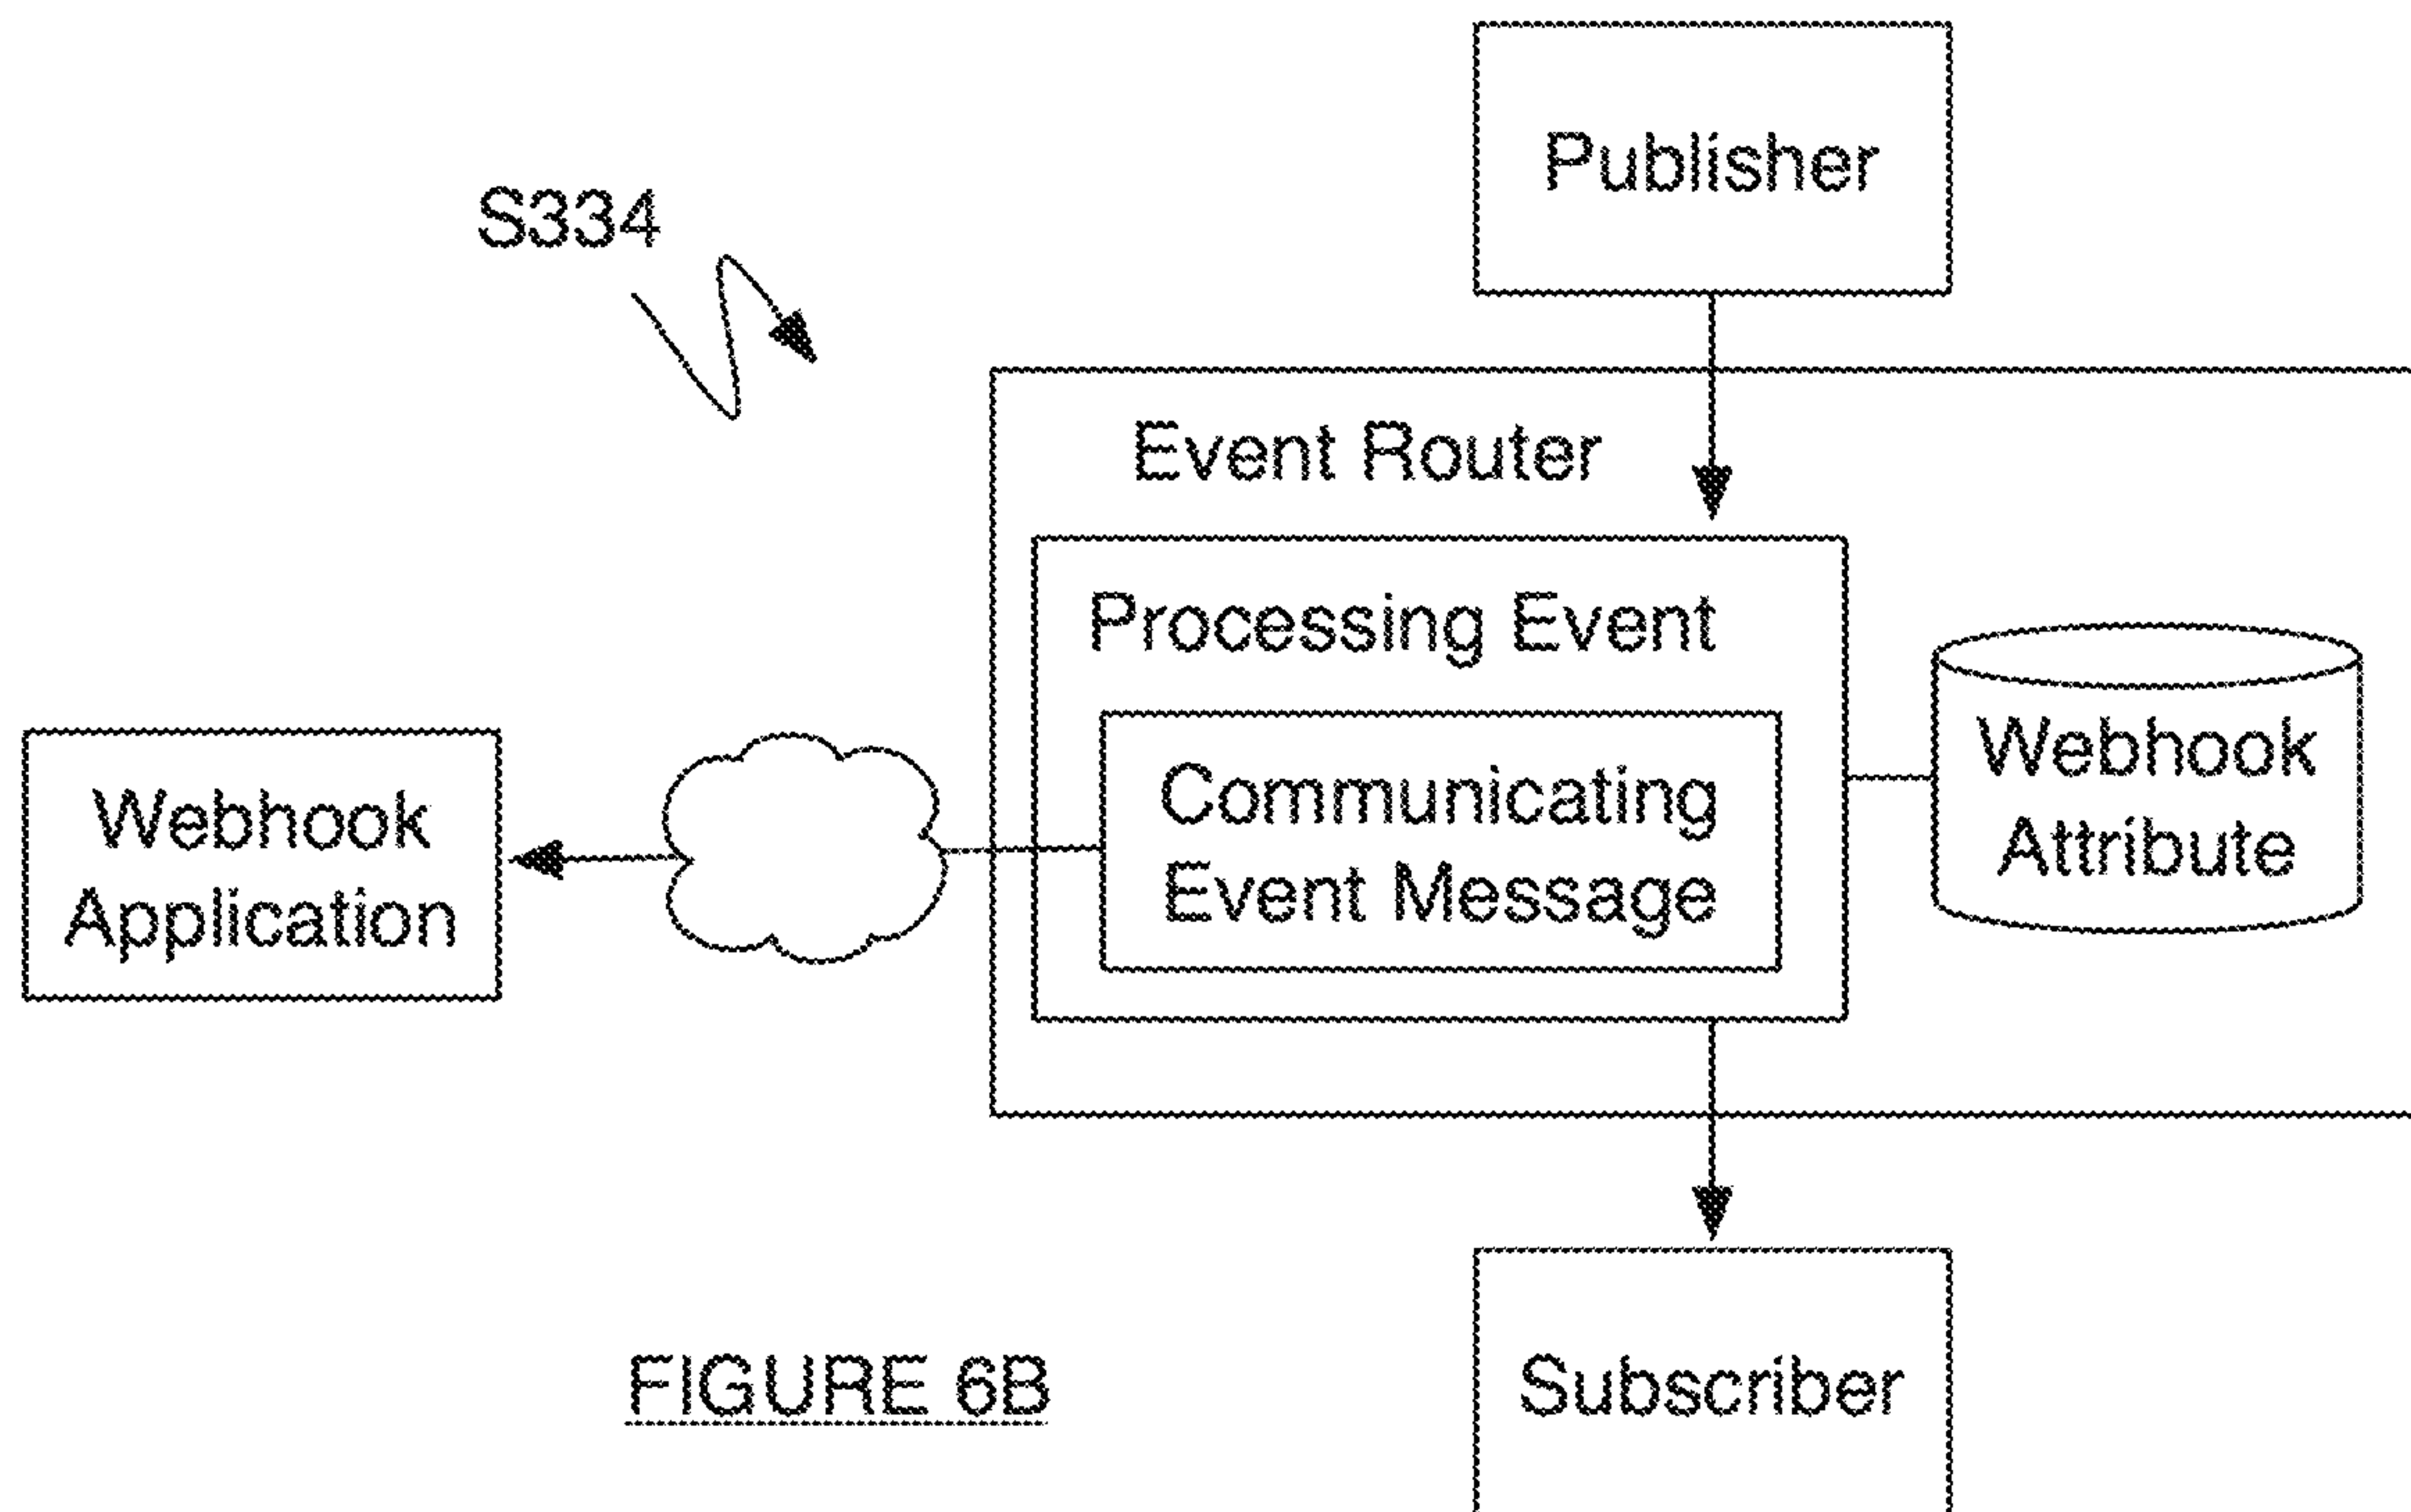 Publisher
S334
Event Router
Processing Event
Communicating
Event Message
Webhook
Attribute
Webhook
Application
Subscriber
FIGURE 6B